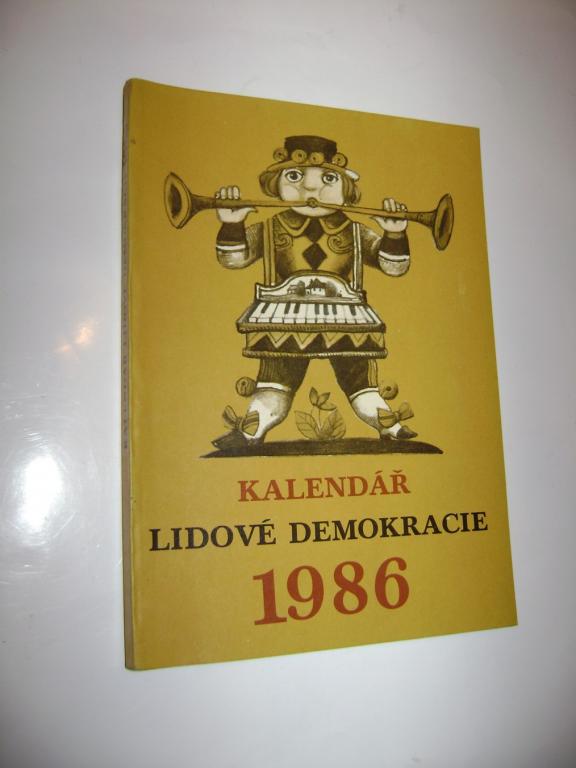 KALENDÁŘ
LIDOVÉ DEMOKRACIE
1986